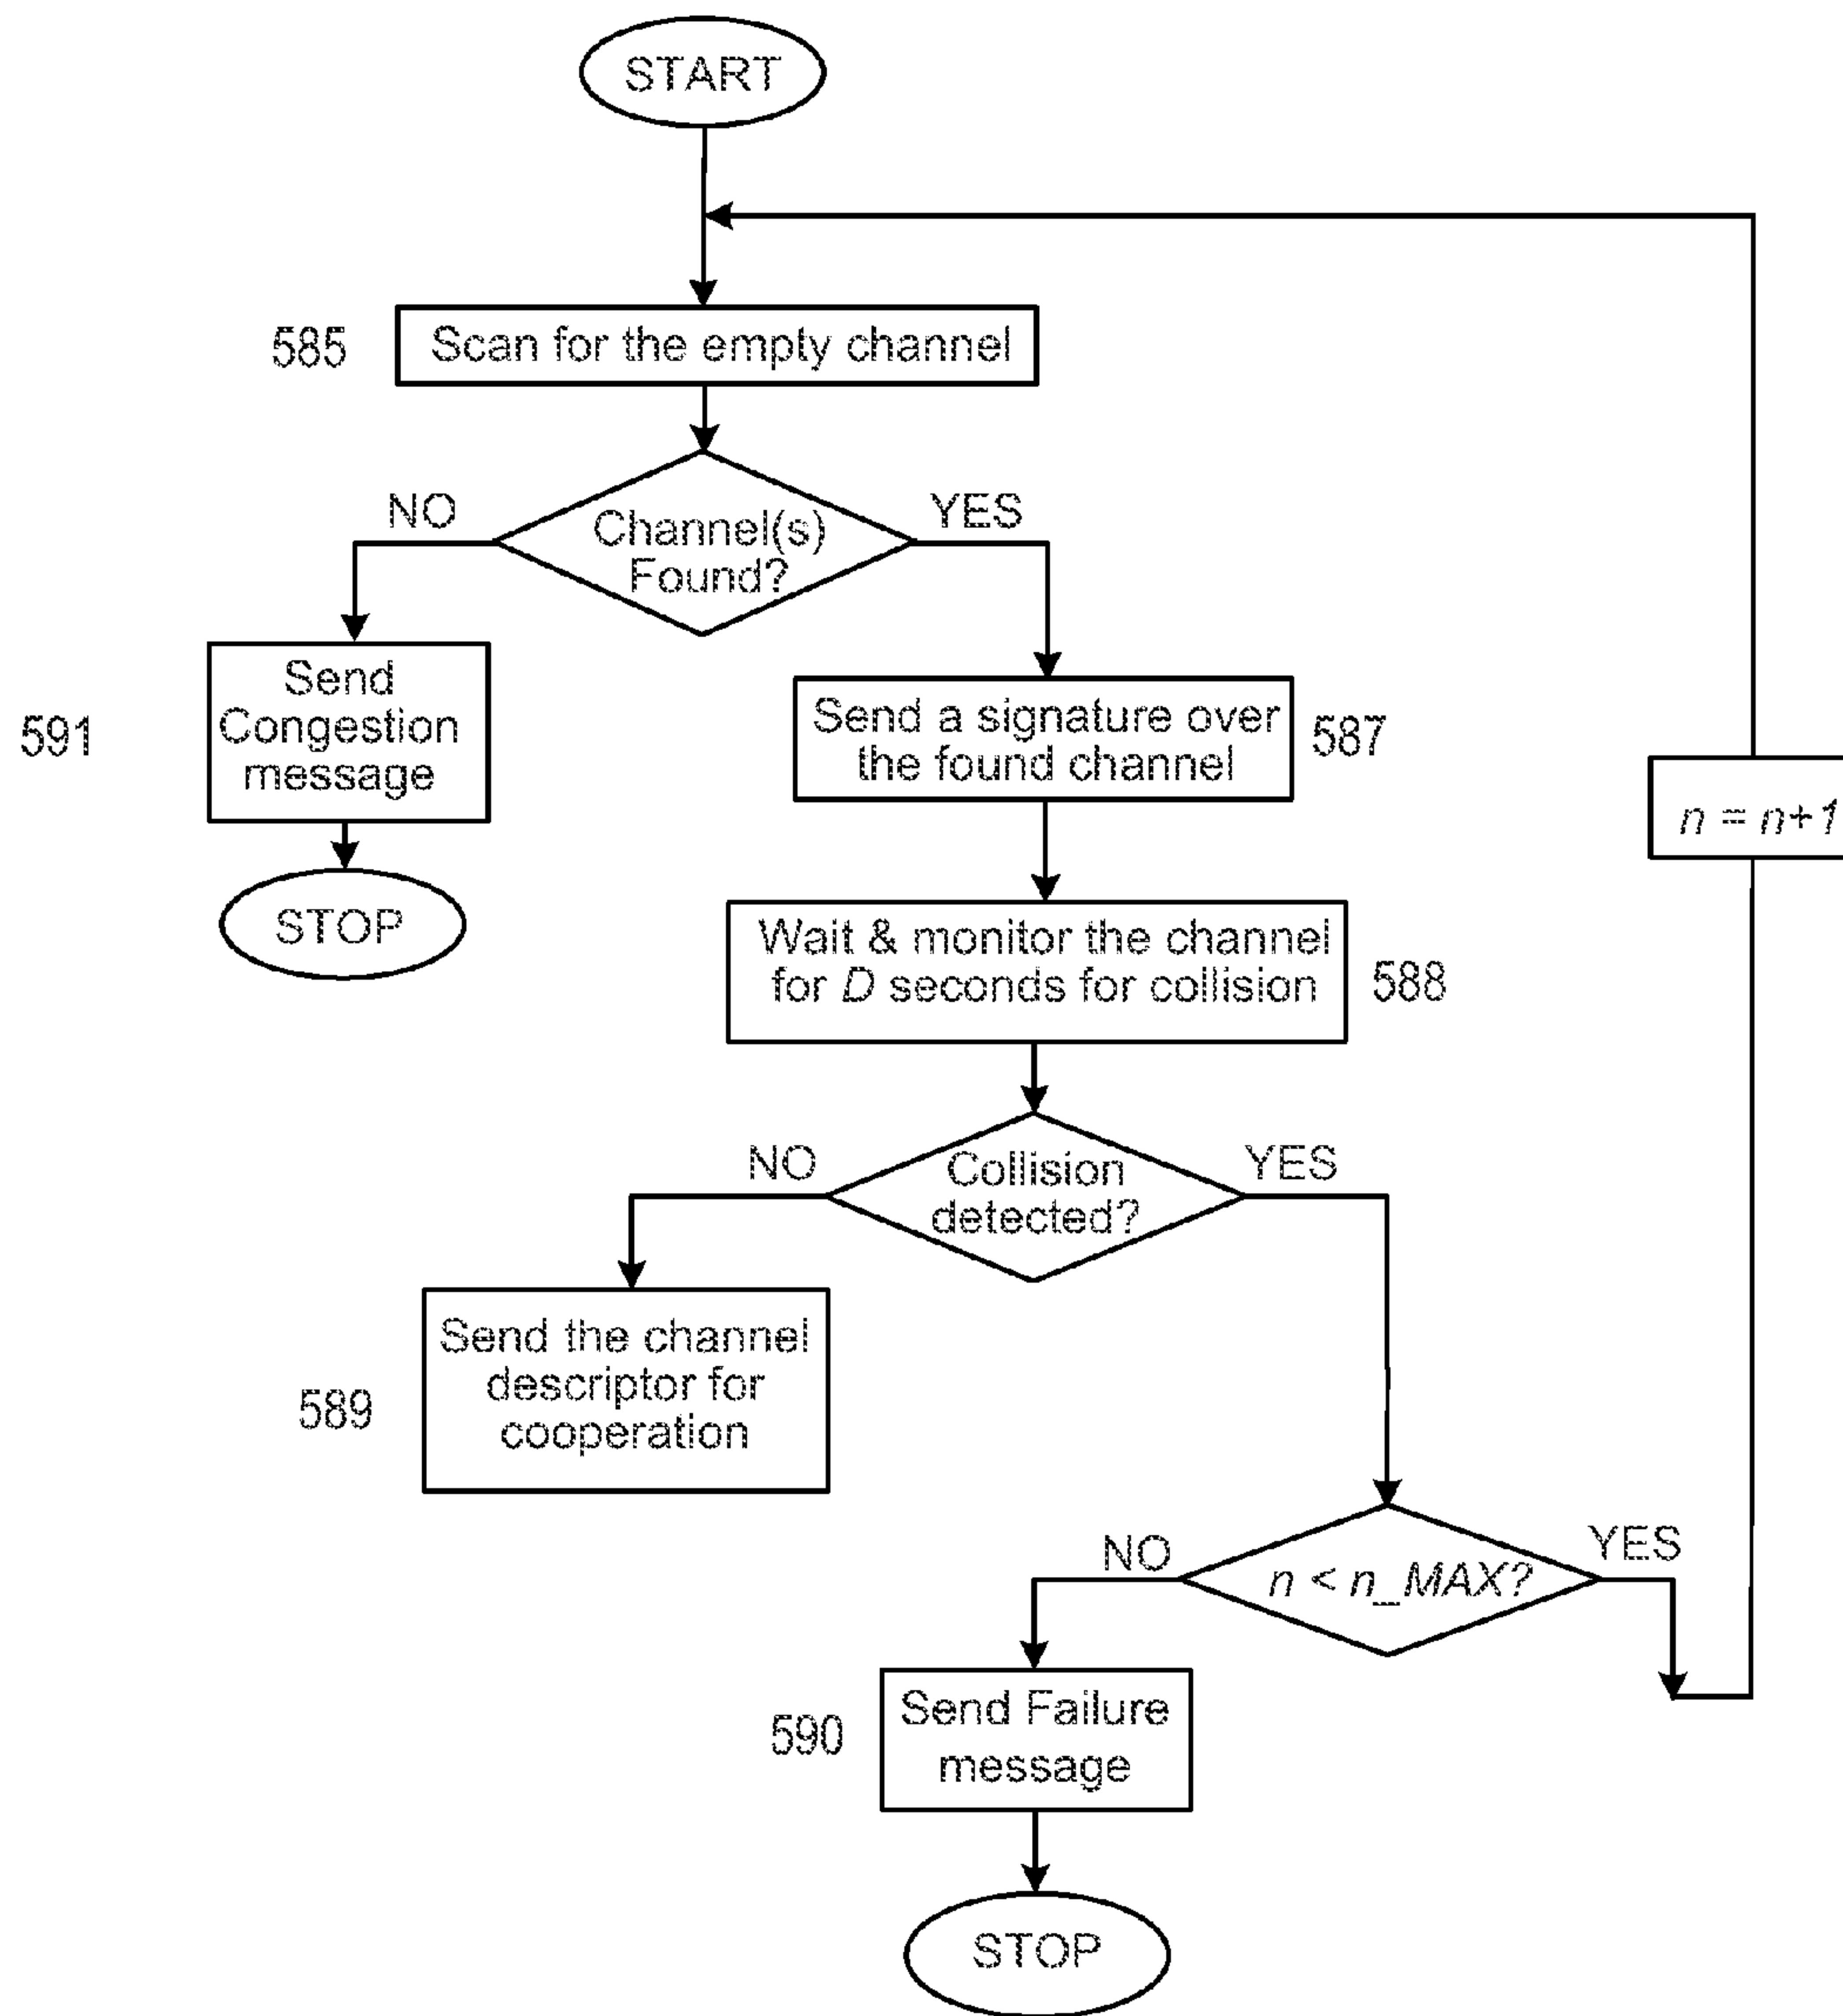 START
585
Scan for the empty channel
NO
YES
Channel(s)
Found?
591
Send
Congestion
message
Send a signature over
the found channel
587
n = n+1
STOP
Wait & monitor the channel
for D seconds for collision
588
NO
YES
Collision
detected?
589
Send the channel
descriptor for
cooperation
NO
YES
n < n_MAX?
590
Send Failure
message
STOP